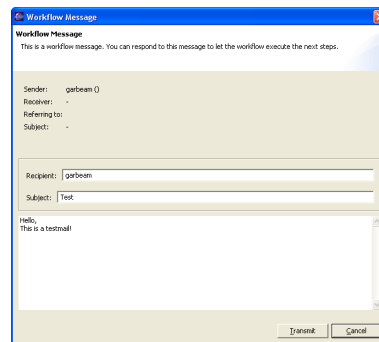 Workflow Message
Workflow Message
This is a workflow message. You can respond to this message to let the workflow execute the next steps.
Sender: garbeam ()
Receiver: -
Referring to:
Subject: -
Recipient: garbeam
Subject: Test
Hello,
This is a testmail!
Transmit Cancel